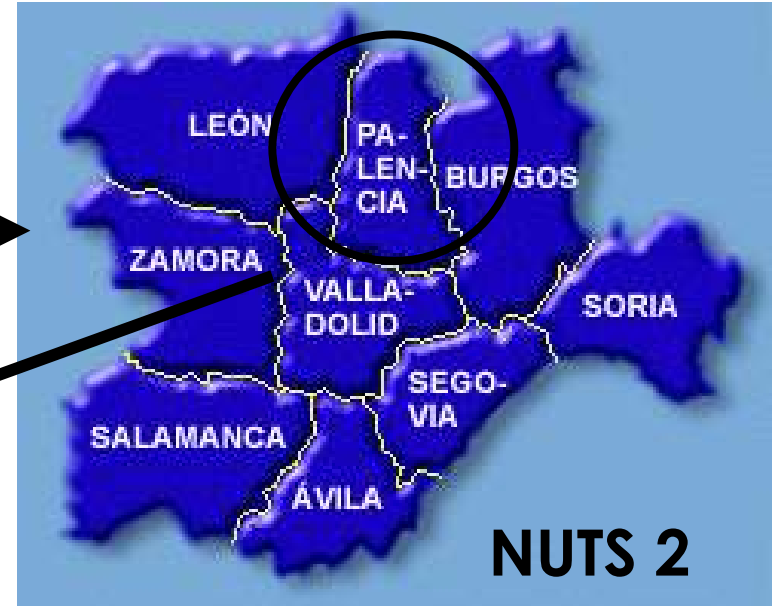 LEÓN
PA-
LEN-
CIA
BURGOS
ZAMORA
VALLA-
DOLID
SORIA
SEGO-
VIA
SALAMANCA
ÁVILA
NUTS 2